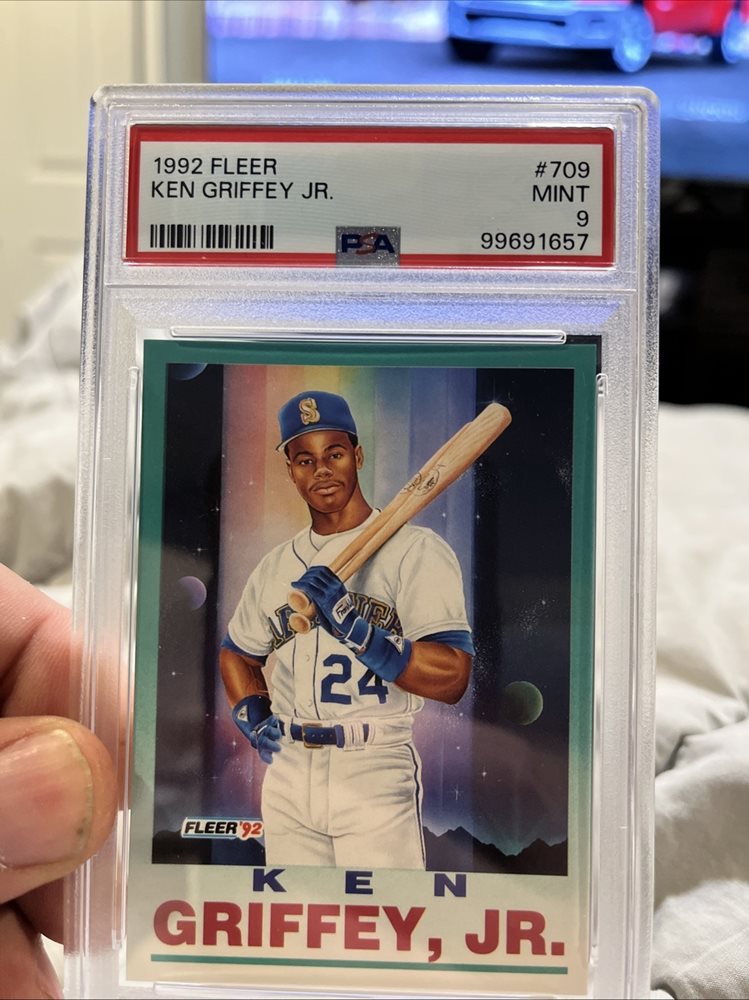 1992 FLEER #709
KEN GRIFFEY JR. MINT
9
PSA 99691657
S
24
FLEER '92
KEN
GRIFFEY, JR.